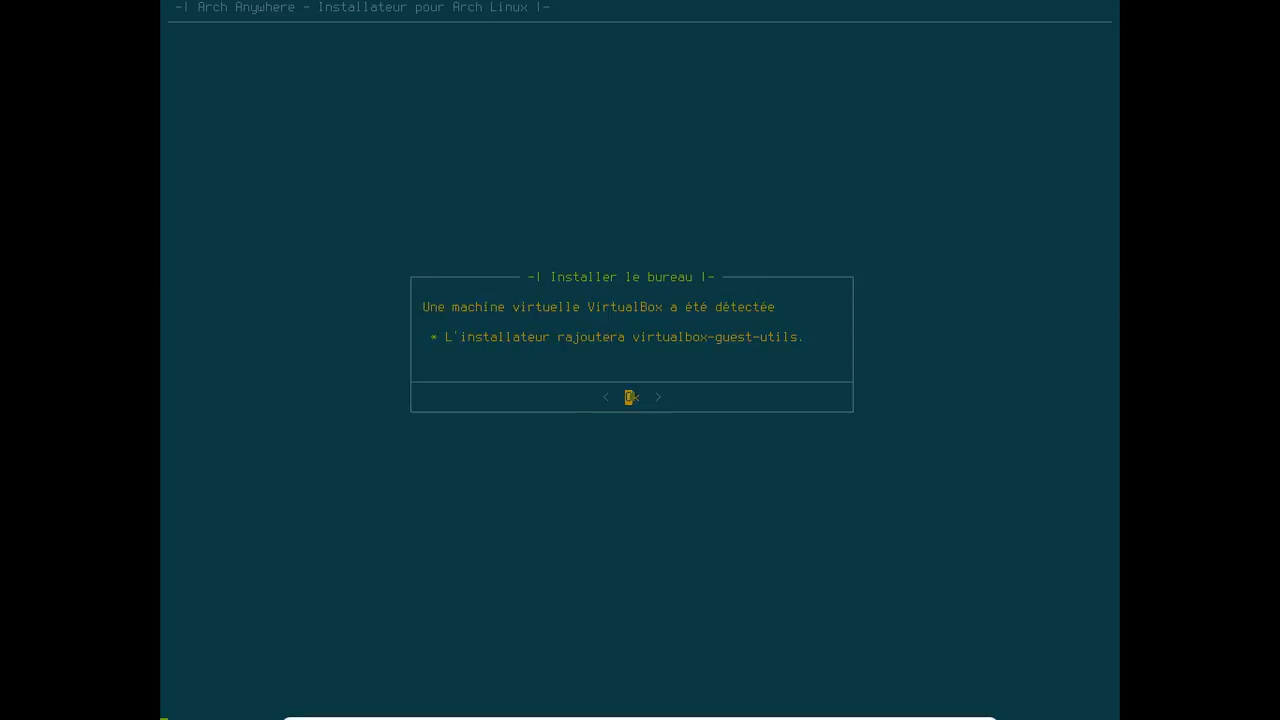 -| Arch Anywhere - Installateur pour Arch Linux |-
-| Installer le bureau |-
Une machine virtuelle VirtualBox a été détectée
* L'installateur rajoutera virtualbox-guest-utils.
< Ok >